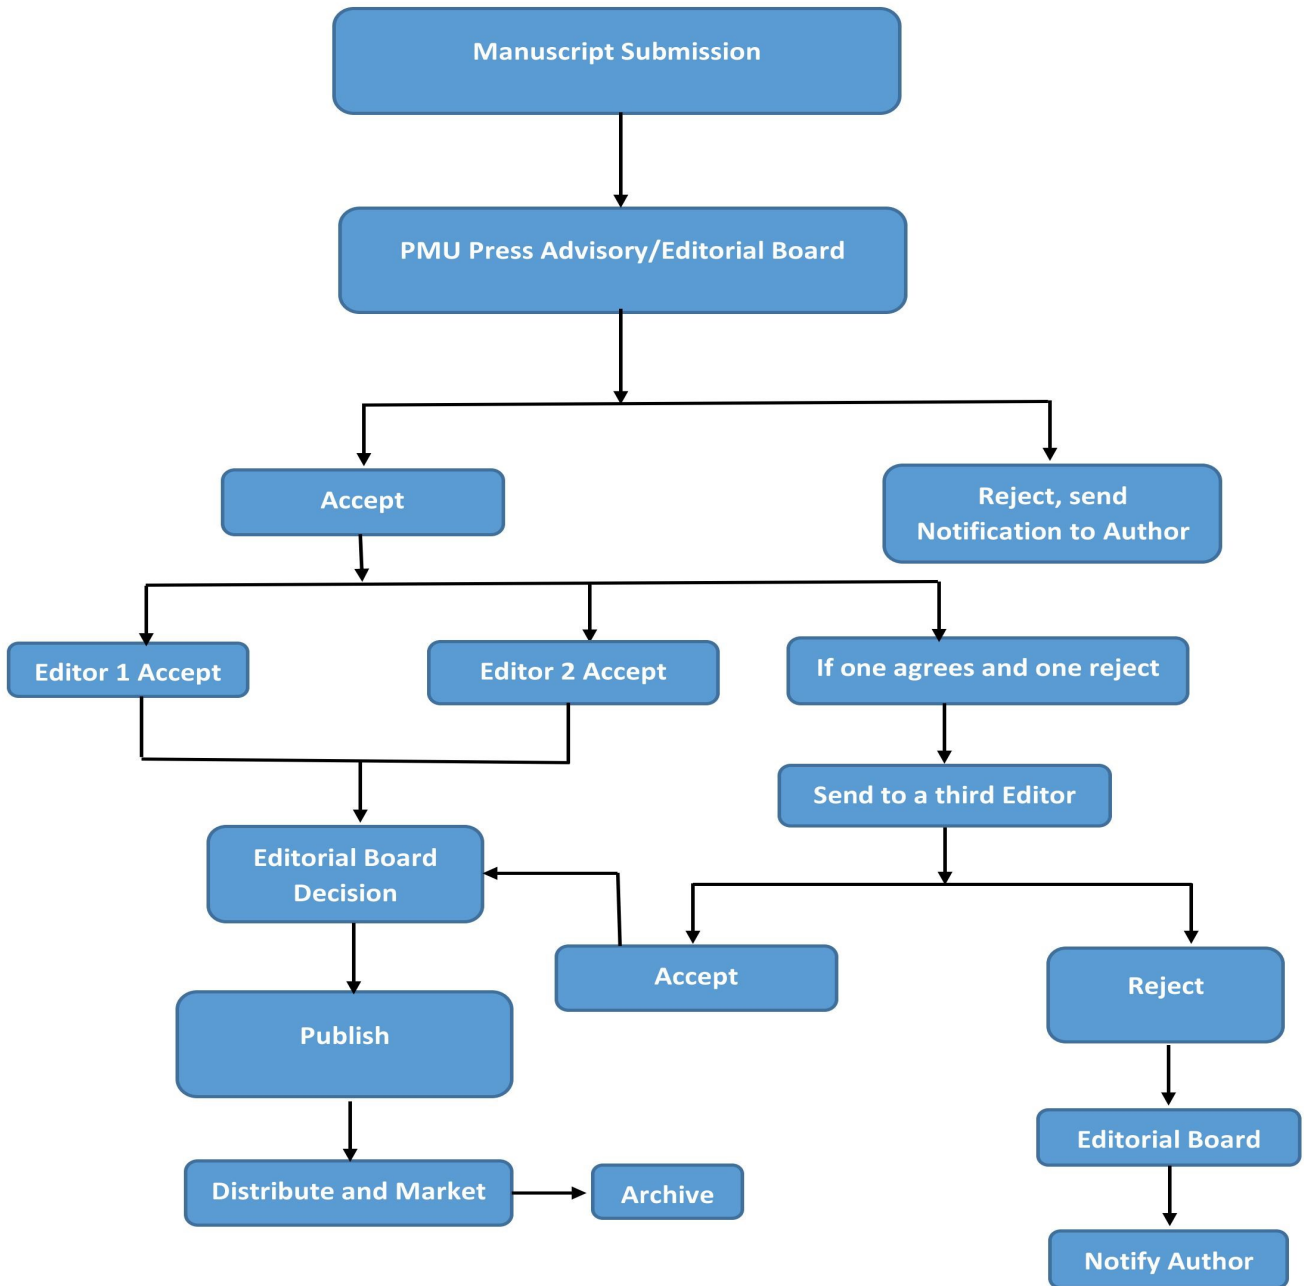 Manuscript Submission
PMU Press Advisory/Editorial Board
Accept
Reject, send
Notification to Author
Editor 1 Accept
Editor 2 Accept
If one agrees and one reject
Send to a third Editor
Editorial Board
Decision
Accept
Reject
Publish
Editorial Board
Distribute and Market
Archive
Notify Author